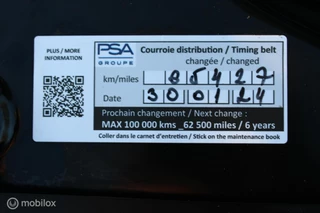 PLUS / MORE
INFORMATION
PSA
GROUPE
Courroie distribution / Timing belt
changée / changed
km/miles 85427
Date 300124
Prochain changement / Next change :
MAX 100 000 kms _62 500 miles / 6 years
Coller dans le carnet d'entretien / Stick on the maintenance book
mobilox